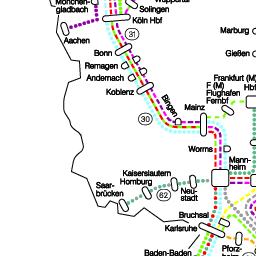 Mönchen-
gladbach
Wuppertal
Solingen
Köln Hbf
Aachen
31
Marburg
Bonn
Gießen
Remagen
Andernach
Koblenz
Bingen
Frankfurt (M)
Hbf
F (M)
Flughafen
Fernbf
Mainz
30
Worms
Mann-
heim
Kaiserslautern
Homburg
Saar-
brücken
62
Neu-
stadt
Bruchsal
Karlsruhe
Pforz-
heim
Baden-Baden